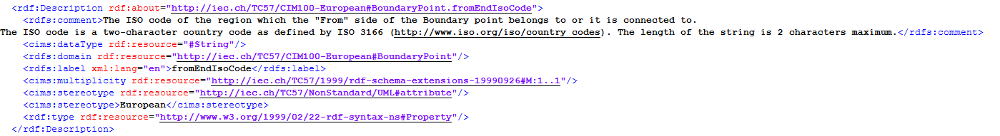 <rdf:Description rdf:about="http://iec.ch/TC57/CIM100-European#BoundaryPoint.fromEndIsoCode">
<rdfs:comment>The ISO code of the region which the "From" side of the Boundary point belongs to or it is connected to.
The ISO code is a two-character country code as defined by ISO 3166 (http://www.iso.org/iso/country_codes). The length of the string is 2 characters maximum.</rdfs:comment>
<cims:dataType rdf:resource="#String"/>
<rdfs:domain rdf:resource="http://iec.ch/TC57/CIM100-European#BoundaryPoint"/>
<rdfs:label xml:lang="en">fromEndIsoCode</rdfs:label>
<cims:multiplicity rdf:resource="http://iec.ch/TC57/1999/rdf-schema-extensions-19990926#M:1..1"/>
<cims:stereotype rdf:resource="http://iec.ch/TC57/NonStandard/UML#attribute"/>
<cims:stereotype>European</cims:stereotype>
<rdf:type rdf:resource="http://www.w3.org/1999/02/22-rdf-syntax-ns#Property"/>
</rdf:Description>